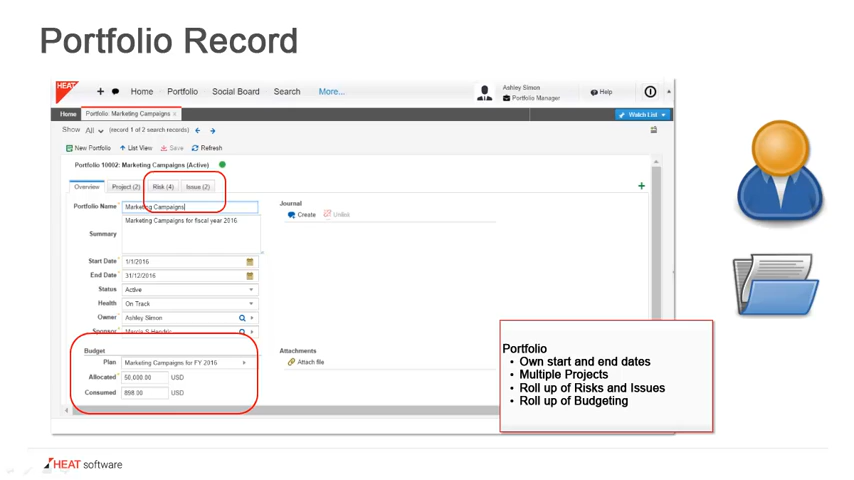 Portfolio Record
HEAT
Home Portfolio Social Board Search More...
Ashley Simon
Portfolio Manager
Help
Home Portfolio: Marketing Campaigns x
Watch List
Show All (record 1 of 2 search records)
New Portfolio List View Save Refresh
Portfolio 10002: Marketing Campaigns (Active)
Overview Project (2) Risk (4) Issue (2)
Portfolio Name * Marketing Campaigns
Summary Marketing Campaigns for fiscal year 2016
Start Date * 1/1/2016
End Date * 31/12/2016
Status Active
Health On Track
Owner * Ashley Simon
Sponsor * Marcia S Hendric
Budget
Plan Marketing Campaigns for FY 2016
Allocated * 50,000.00 USD
Consumed 898.00 USD
Journal
Create Unlink
Attachments
Attach file
Portfolio
• Own start and end dates
• Multiple Projects
• Roll up of Risks and Issues
• Roll up of Budgeting
HEAT software